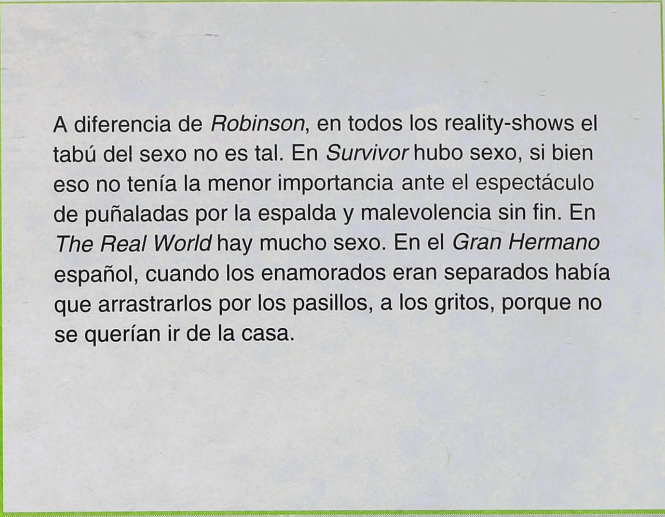 A diferencia de Robinson, en todos los reality-shows el
tabú del sexo no es tal. En Survivor hubo sexo, si bien
eso no tenía la menor importancia ante el espectáculo
de puñaladas por la espalda y malevolencia sin fin. En
The Real World hay mucho sexo. En el Gran Hermano
español, cuando los enamorados eran separados había
que arrastrarlos por los pasillos, a los gritos, porque no
se querían ir de la casa.